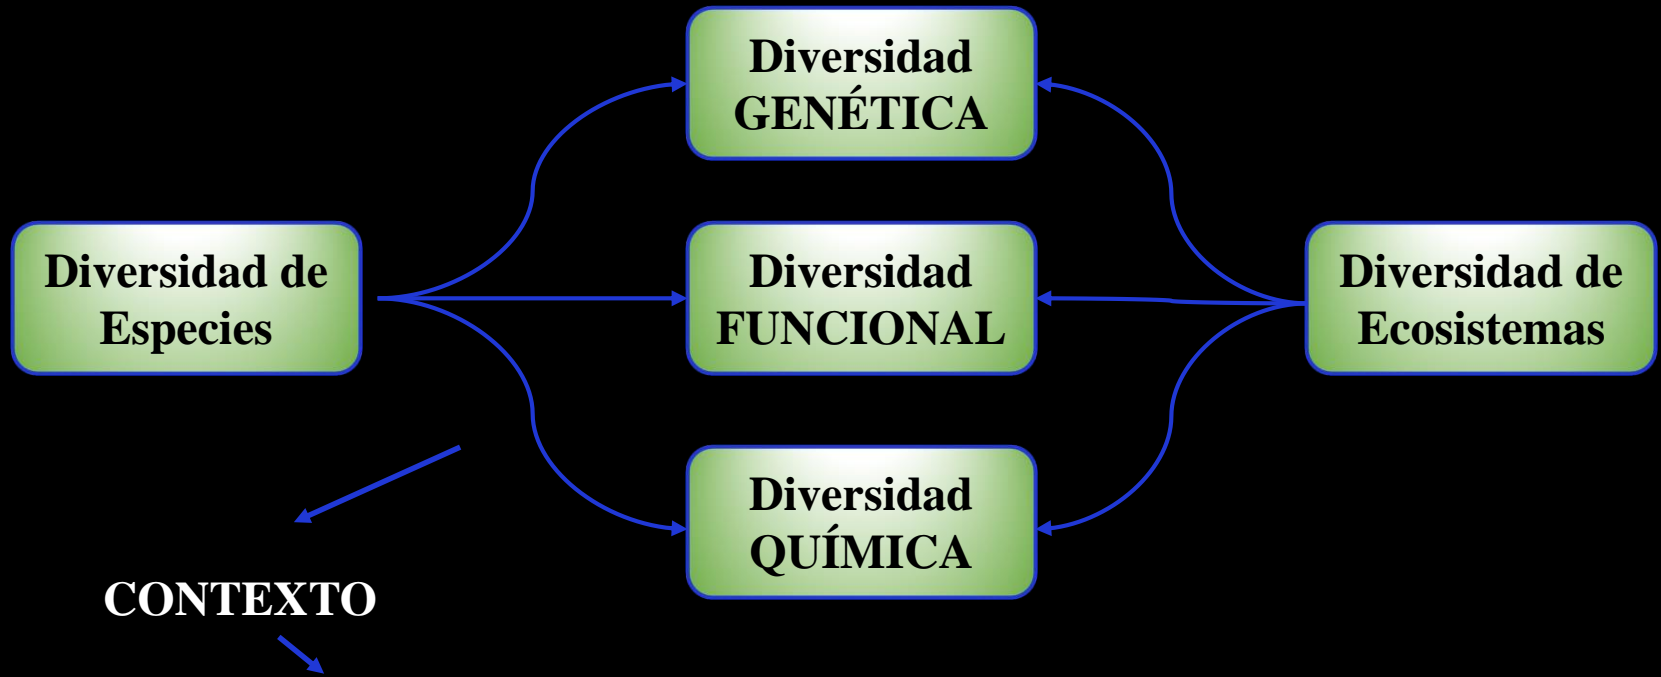 Diversidad
GENÉTICA
Diversidad de
Especies
Diversidad
FUNCIONAL
Diversidad de
Ecosistemas
Diversidad
QUÍMICA
CONTEXTO